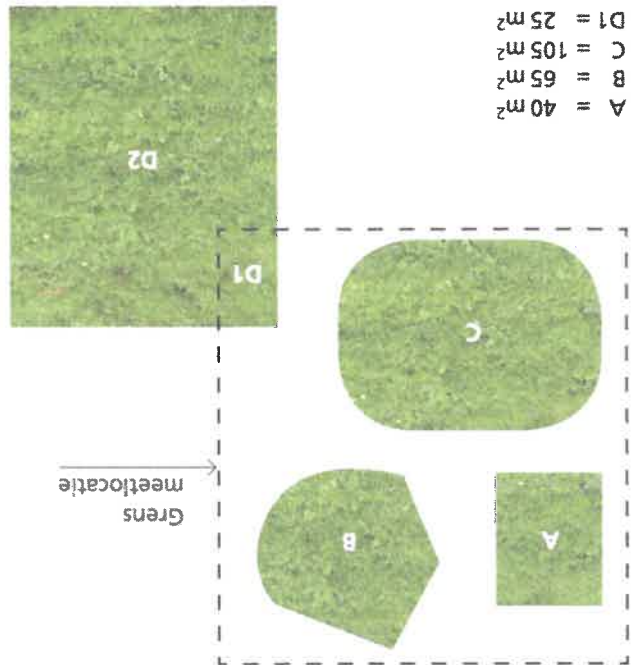 A
B
Grens
meetlocatie
C
D1
D2
A = 40 m²
B = 65 m²
C = 105 m²
D1 = 25 m²